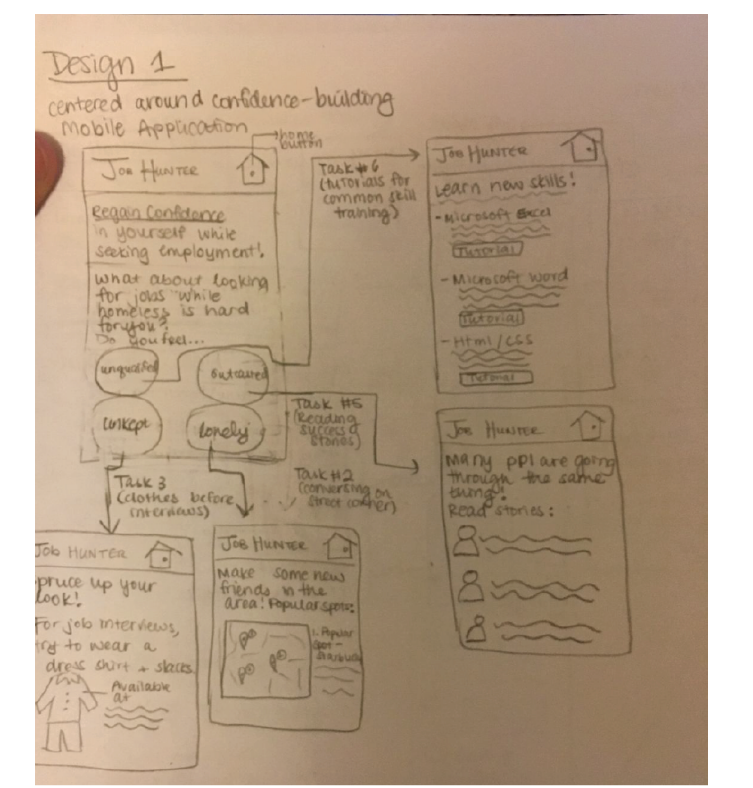 Design 1
centered around confidence-building
Mobile Application
home
button
JOB HUNTER
Regain Confidence
in yourself while
seeking employment!
What about looking
for jobs while
homeless is hard
for you?
Do you feel...
unqualified
outcasted
unkept
lonely
Task #6
(tutorials for
common skill
training)
JOB HUNTER
Learn new skills!
- Microsoft Excel
Tutorial
- Microsoft Word
Tutorial
- Html/CSS
Tutorial
Task #5
(Reading
success
stories)
JOB HUNTER
Many ppl are going
through the same
thing!
Read stories:
Task 3
(clothes before
interviews)
Job HUNTER
pruce up your
look!
For job interviews,
try to wear a
dress shirt + slacks
Available
at
Task #2
(conversing on
street corner)
JOB HUNTER
Make some new
friends in the
area! Popular spots:
1. Popular
spot -
Starbucks